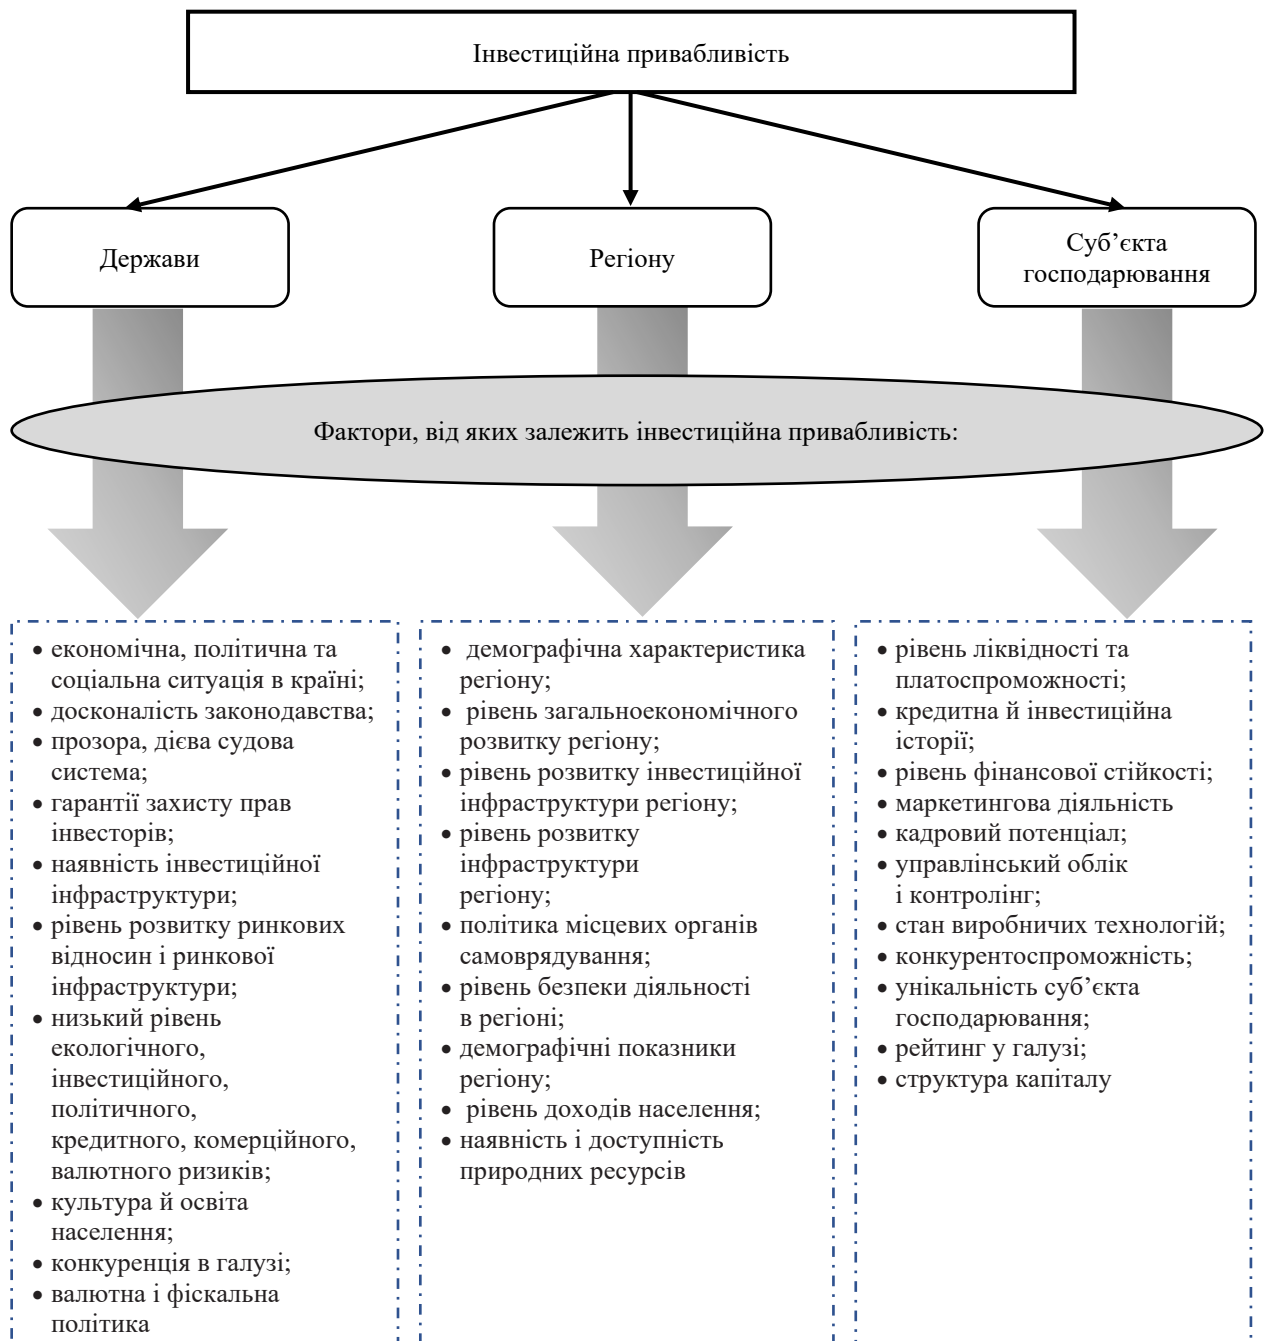 Інвестиційна привабливість
Держави
Регіону
Суб’єкта
господарювання
Фактори, від яких залежить інвестиційна привабливість:
• економічна, політична та
соціальна ситуація в країні;
• досконалість законодавства;
• прозора, дієва судова
система;
• гарантії захисту прав
інвесторів;
• наявність інвестиційної
інфраструктури;
• рівень розвитку ринкових
відносин і ринкової
інфраструктури;
• низький рівень
екологічного,
інвестиційного,
політичного,
кредитного, комерційного,
валютного ризиків;
• культура й освіта
населення;
• конкуренція в галузі;
• валютна і фіскальна
політика
• демографічна характеристика
регіону;
• рівень загальноекономічного
розвитку регіону;
• рівень розвитку інвестиційної
інфраструктури регіону;
• рівень розвитку
інфраструктури
регіону;
• політика місцевих органів
самоврядування;
• рівень безпеки діяльності
в регіоні;
• демографічні показники
регіону;
• рівень доходів населення;
• наявність і доступність
природних ресурсів
• рівень ліквідності та
платоспроможності;
• кредитна й інвестиційна
історії;
• рівень фінансової стійкості;
• маркетингова діяльність
• кадровий потенціал;
• управлінський облік
і контролінг;
• стан виробничих технологій;
• конкурентоспроможність;
• унікальність суб’єкта
господарювання;
• рейтинг у галузі;
• структура капіталу